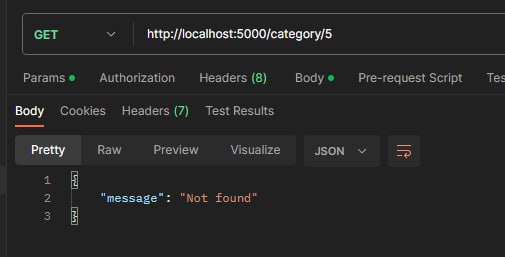 GET http://localhost:5000/category/5
Params Authorization Headers (8) Body Pre-request Script Tes
Body Cookies Headers (7) Test Results
Pretty Raw Preview Visualize JSON
1 {
2 "message": "Not found"
3 }